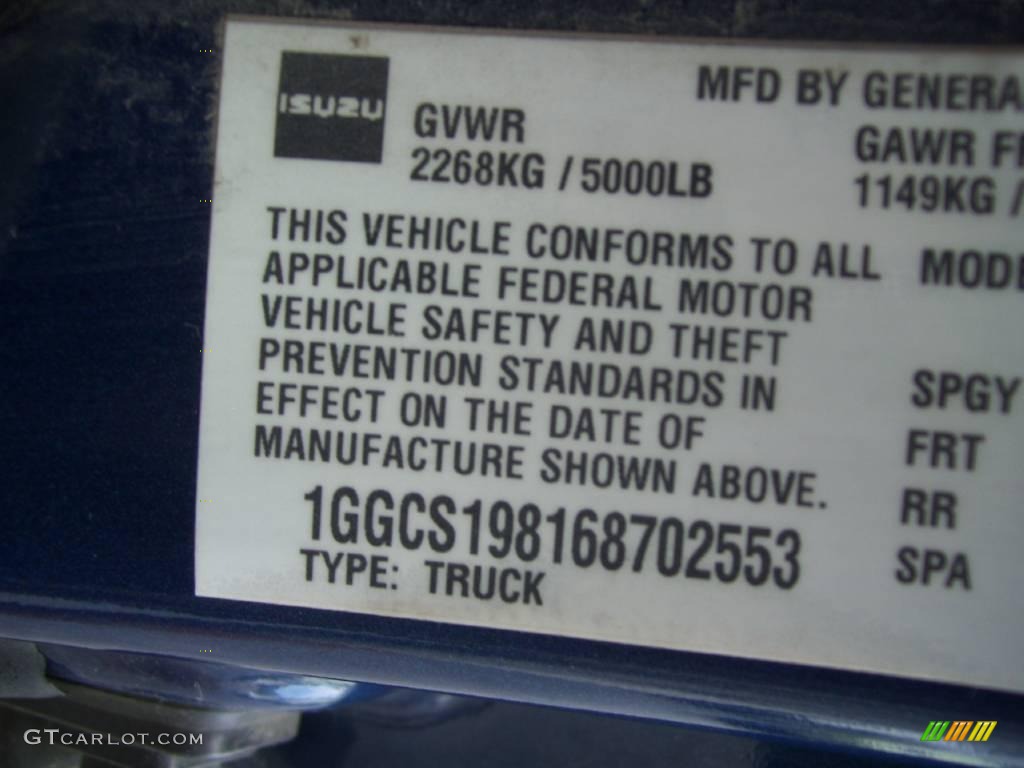 ISUZU
MFD BY GENERA
GVWR
GAWR F
2268KG / 5000LB
1149KG /
THIS VEHICLE CONFORMS TO ALL
APPLICABLE FEDERAL MOTOR
VEHICLE SAFETY AND THEFT
PREVENTION STANDARDS IN
EFFECT ON THE DATE OF
MANUFACTURE SHOWN ABOVE.
MOD
SPGY
FRT
RR
SPA
1GGCS198168702553
TYPE: TRUCK
GTCARLOT.COM